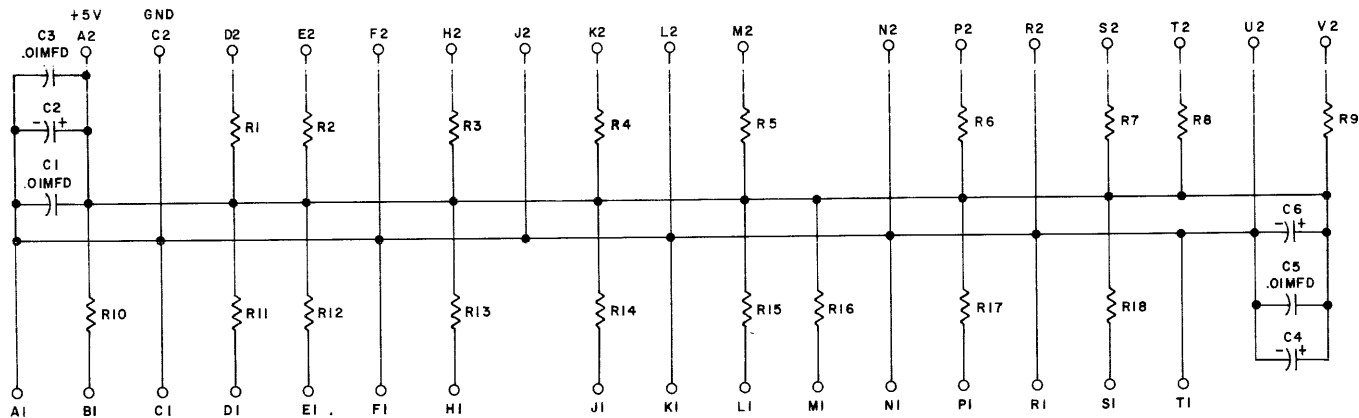 +5V GND
C3 A2 C2 D2 E2 F2 H2 J2 K2 L2 M2 N2 P2 R2 S2 T2 U2 V2
.01MFD
C2
- +
R1 R2 R3 R4 R5 R6 R7 R8 R9
C1
.01MFD
C6
- +
C5
.01MFD
R10 R11 R12 R13 R14 R15 R16 R17 R18
C4
- +
A1 B1 C1 D1 E1 F1 H1 J1 K1 L1 M1 N1 P1 R1 S1 T1